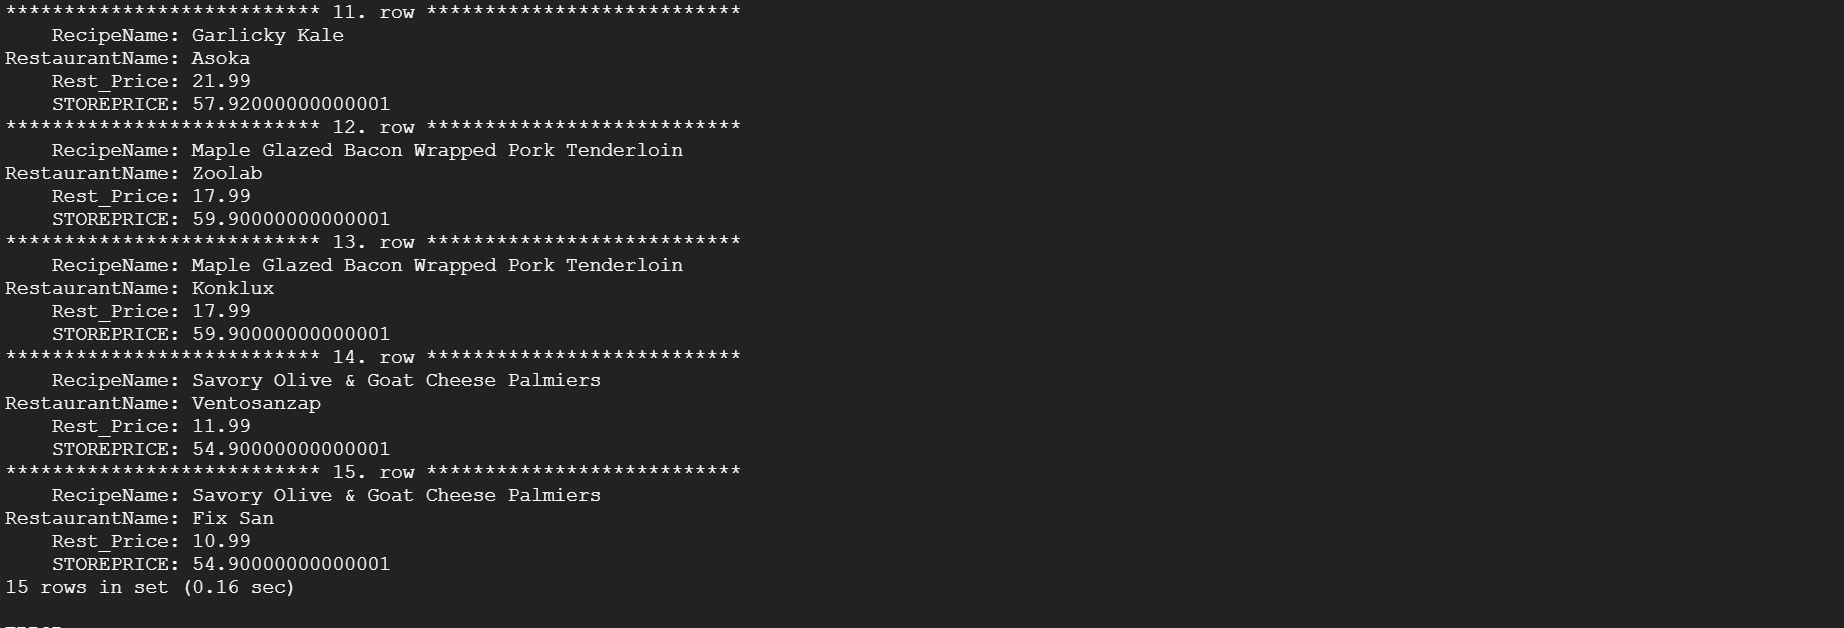 *************************** 11. row ***************************
RecipeName: Garlicky Kale
RestaurantName: Asoka
Rest_Price: 21.99
STOREPRICE: 57.92000000000001
*************************** 12. row ***************************
RecipeName: Maple Glazed Bacon Wrapped Pork Tenderloin
RestaurantName: Zoolab
Rest_Price: 17.99
STOREPRICE: 59.90000000000001
*************************** 13. row ***************************
RecipeName: Maple Glazed Bacon Wrapped Pork Tenderloin
RestaurantName: Konklux
Rest_Price: 17.99
STOREPRICE: 59.90000000000001
*************************** 14. row ***************************
RecipeName: Savory Olive & Goat Cheese Palmiers
RestaurantName: Ventosanzap
Rest_Price: 11.99
STOREPRICE: 54.90000000000001
*************************** 15. row ***************************
RecipeName: Savory Olive & Goat Cheese Palmiers
RestaurantName: Fix San
Rest_Price: 10.99
STOREPRICE: 54.90000000000001
15 rows in set (0.16 sec)